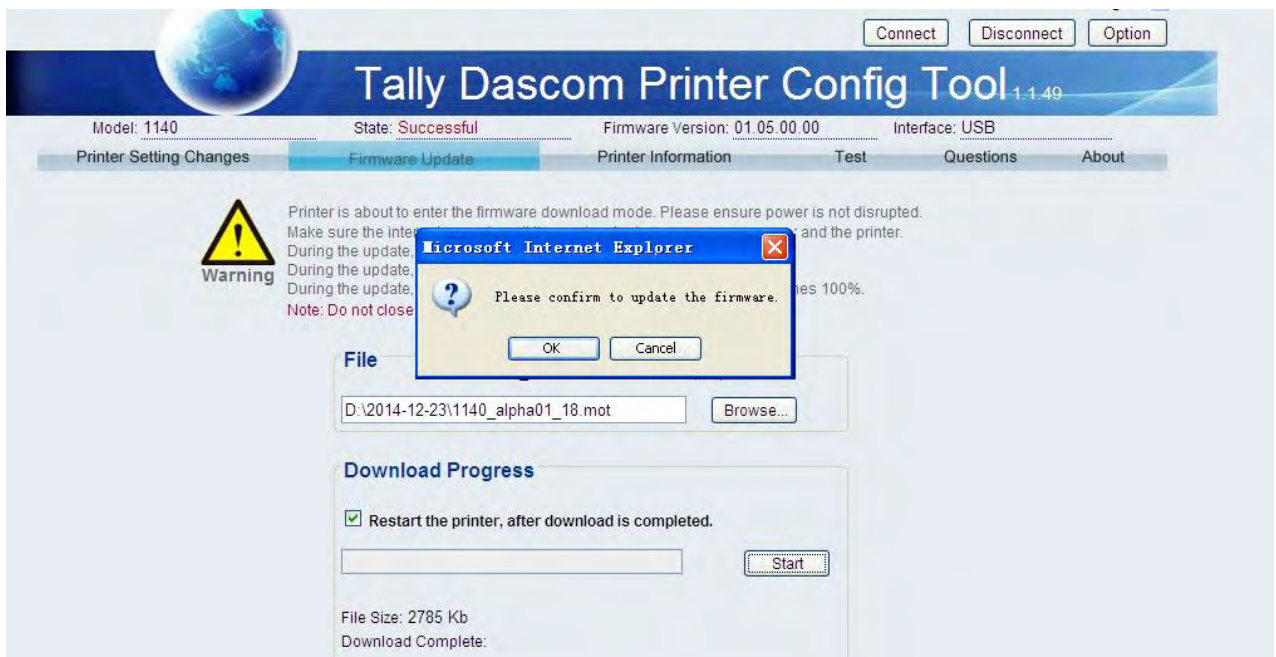 Connect Disconnect Option
Tally Dascom Printer Config Tool 1.1.49
Model: 1140 State: Successful Firmware Version: 01.05.00.00 Interface: USB
Printer Setting Changes Firmware Update Printer Information Test Questions About
Printer is about to enter the firmware download mode. Please ensure power is not disrupted.
Make sure the and the printer.
During the update,
During the update,
During the update, 100%.
Note: Do not close
Warning
Microsoft Internet Explorer
Please confirm to update the firmware.
OK Cancel
File
D:\2014-12-23\1140_alpha01_18.mot Browse...
Download Progress
Restart the printer, after download is completed.
Start
File Size: 2785 Kb
Download Complete: